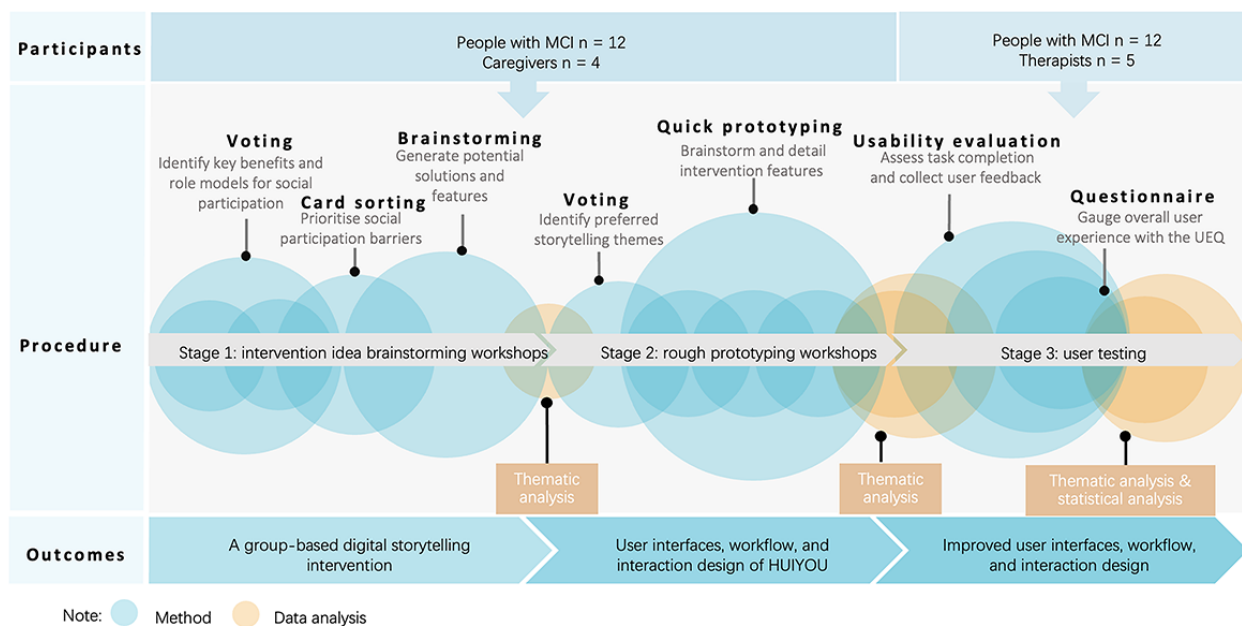 Participants
People with MCI n = 12
Caregivers n = 4
People with MCI n = 12
Therapists n = 5
Procedure
Voting
Identify key benefits and
role models for social
participation
Card sorting
Prioritise social
participation barriers
Brainstorming
Generate potential
solutions and
features
Voting
Identify preferred
storytelling themes
Quick prototyping
Brainstorm and detail
intervention features
Usability evaluation
Assess task completion
and collect user feedback
Questionnaire
Gauge overall user
experience with the UEQ
Stage 1: intervention idea brainstorming workshops
Stage 2: rough prototyping workshops
Stage 3: user testing
Thematic
analysis
Thematic
analysis
Thematic analysis &
statistical analysis
Outcomes
A group-based digital storytelling
intervention
User interfaces, workflow, and
interaction design of HUIYOU
Improved user interfaces, workflow,
and interaction design
Note: Method Data analysis